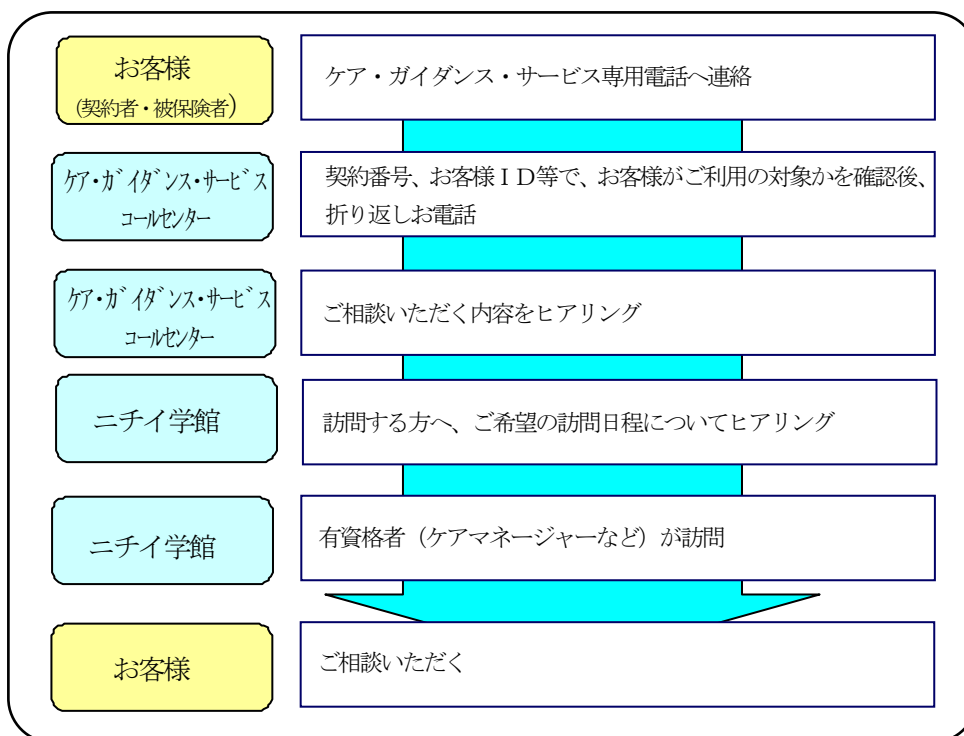 お客様
(契約者・被保険者)
ケア・ガイダンス・サービス専用電話へ連絡
ｹｱ・ｶﾞｲﾀﾞﾝｽ・ｻｰﾋﾞｽ
ｺｰﾙｾﾝﾀｰ
契約番号、お客様ＩＤ等で、お客様がご利用の対象かを確認後、
折り返しお電話
ｹｱ・ｶﾞｲﾀﾞﾝｽ・ｻｰﾋﾞｽ
ｺｰﾙｾﾝﾀｰ
ご相談いただく内容をヒアリング
ニチイ学館
訪問する方へ、ご希望の訪問日程についてヒアリング
ニチイ学館
有資格者（ケアマネージャーなど）が訪問
お客様
ご相談いただく